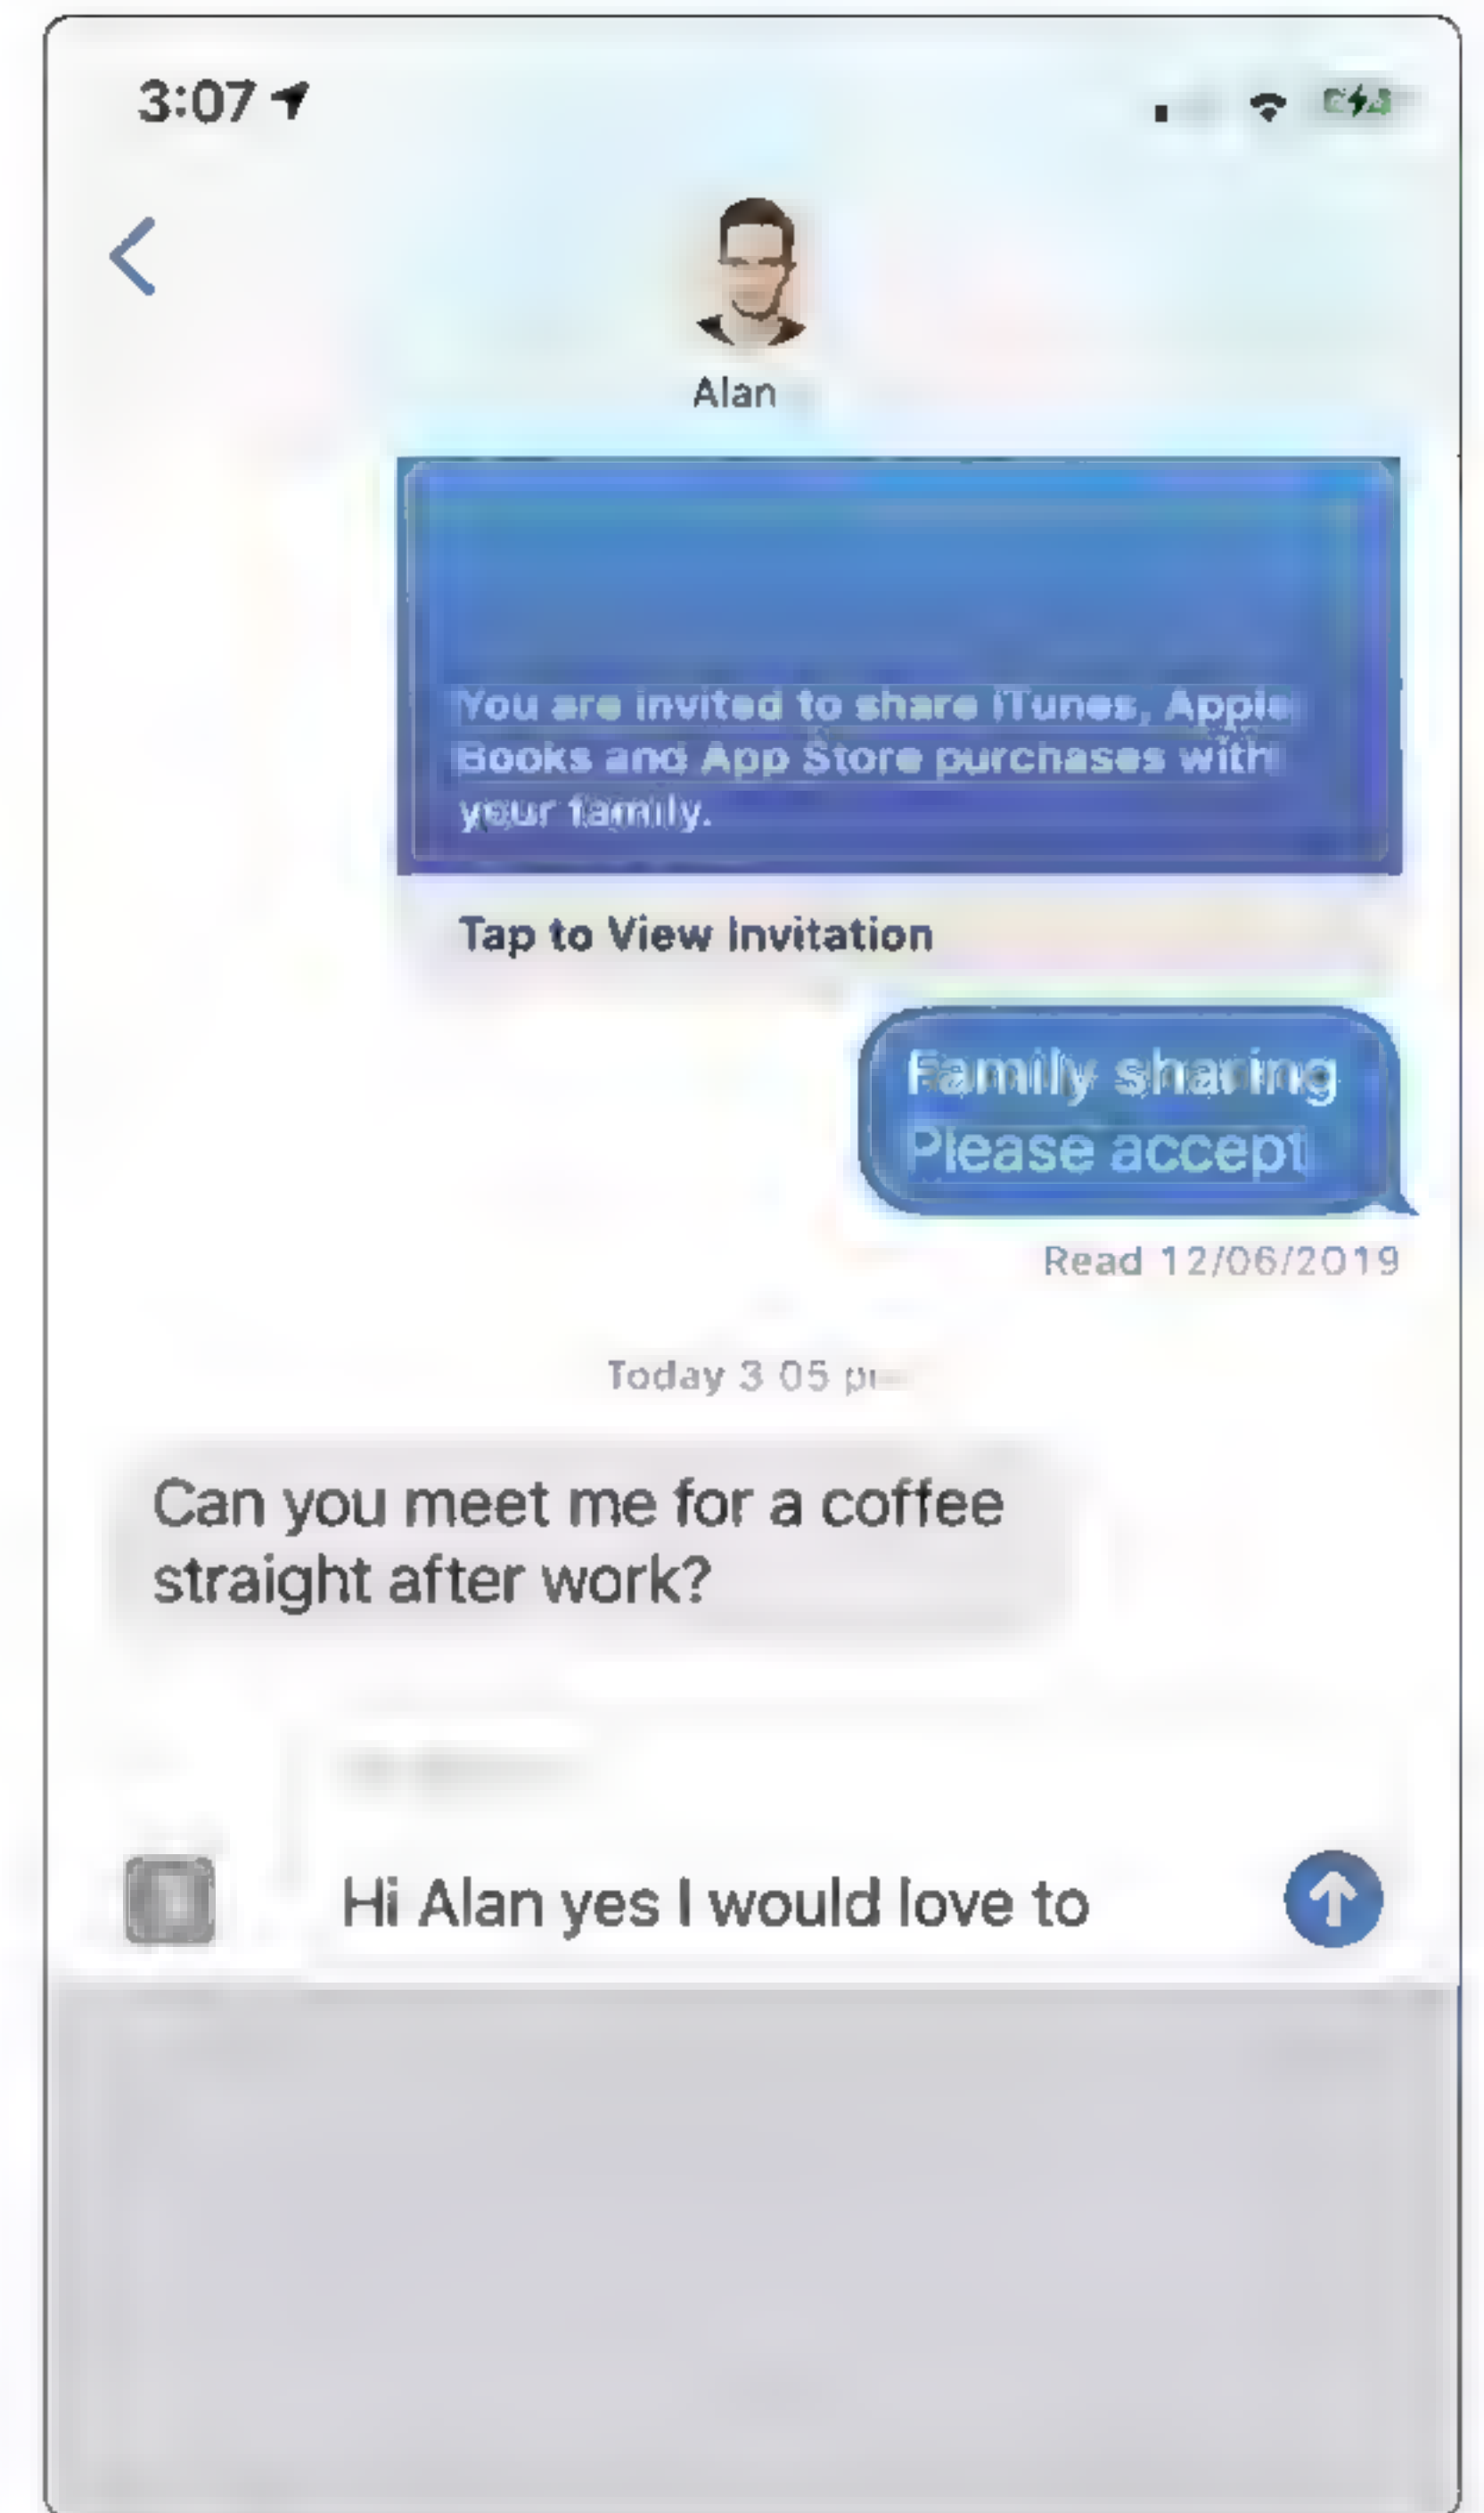 3:07
Alan
You are invited to share iTunes, Apple
Books and App Store purchases with
your family.
Tap to View Invitation
Family sharing
Please accept
Read 12/06/2019
Today 3 05
Can you meet me for a coffee
straight after work?
Hi Alan yes I would love to